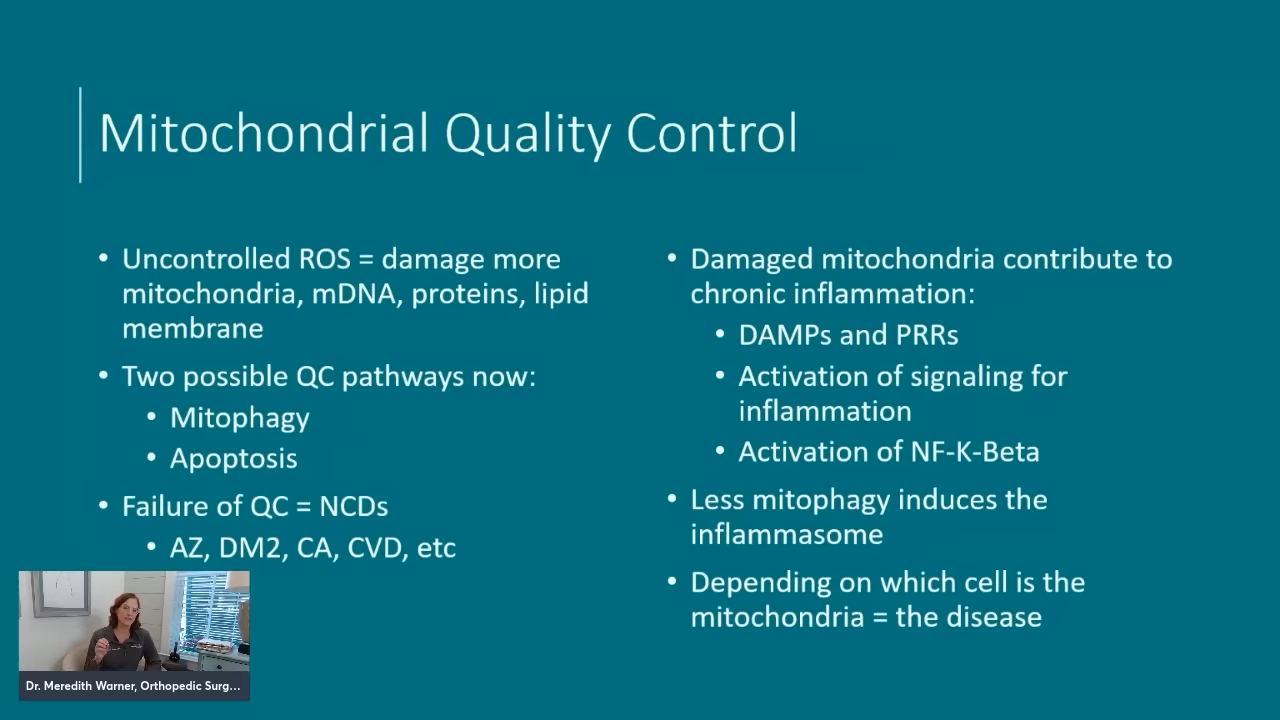 Mitochondrial Quality Control
• Uncontrolled ROS = damage more
mitochondria, mDNA, proteins, lipid
membrane
• Two possible QC pathways now:
• Mitophagy
• Apoptosis
• Failure of QC = NCDs
• AZ, DM2, CA, CVD, etc
• Damaged mitochondria contribute to
chronic inflammation:
• DAMPs and PRRs
• Activation of signaling for
inflammation
• Activation of NF-K-Beta
• Less mitophagy induces the
inflammasome
• Depending on which cell is the
mitochondria = the disease
Dr. Meredith Warner, Orthopedic Surg...